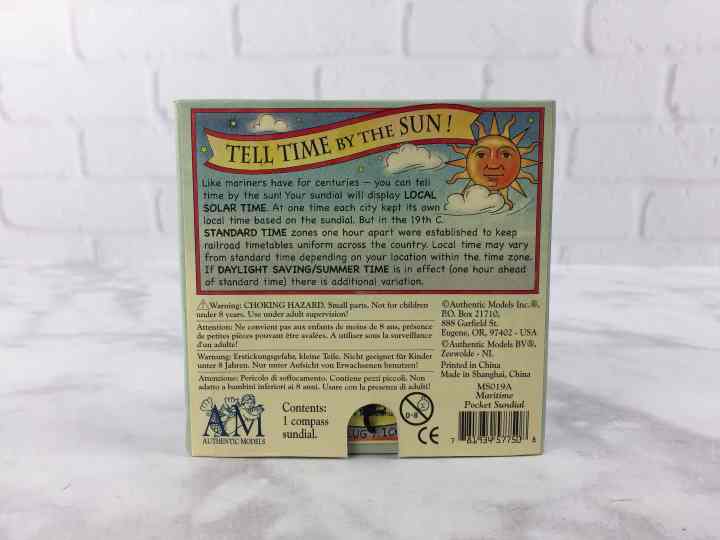 TELL TIME BY THE SUN!
Like mariners have for centuries — you can tell
time by the sun! Your sundial will display LOCAL
SOLAR TIME. At one time each city kept its own
local time based on the sundial. But in the 19th C.
STANDARD TIME zones one hour apart were established to keep
railroad timetables uniform across the country. Local time may vary
from standard time depending on your location within the time zone.
If DAYLIGHT SAVING/SUMMER TIME is in effect (one hour ahead
of standard time) there is additional variation.
Warning: CHOKING HAZARD. Small parts. Not for children
under 8 years. Use under adult supervision!
Attention: Ne convient pas aux enfants de moins de 8 ans, présence
de petites pièces pouvant être avalées. A utiliser sous la surveillance
d'un adulte!
Warnung: Erstickungsgefahr, kleine Teile. Nicht geeignet für Kinder
unter 8 Jahren. Nur unter Aufsicht von Erwachsenen benutzen!
Attenzione: Pericolo di soffocamento. Contiene pezzi piccoli. Non
adatto a bambini inferiori ai 8 anni. Usare con la presenza di adulti!
©Authentic Models Inc.®,
P.O. Box 21710,
888 Garfield St.
Eugene, OR, 97402 - USA
©Authentic Models BV®,
Zeewolde - NL
Printed in China
Made in Shanghai, China
MS019A
Maritime
Pocket Sundial
AM
AUTHENTIC MODELS
Contents:
1 compass
sundial.
0-8
CE
7 81939 57750 8